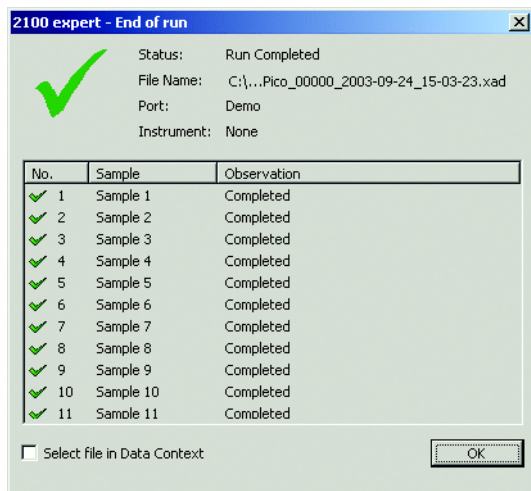 2100 expert - End of run
Status: Run Completed
File Name: C:\...Pico_00000_2003-09-24_15-03-23.xad
Port: Demo
Instrument: None
No. Sample Observation
1 Sample 1 Completed
2 Sample 2 Completed
3 Sample 3 Completed
4 Sample 4 Completed
5 Sample 5 Completed
6 Sample 6 Completed
7 Sample 7 Completed
8 Sample 8 Completed
9 Sample 9 Completed
10 Sample 10 Completed
11 Sample 11 Completed
Select file in Data Context OK